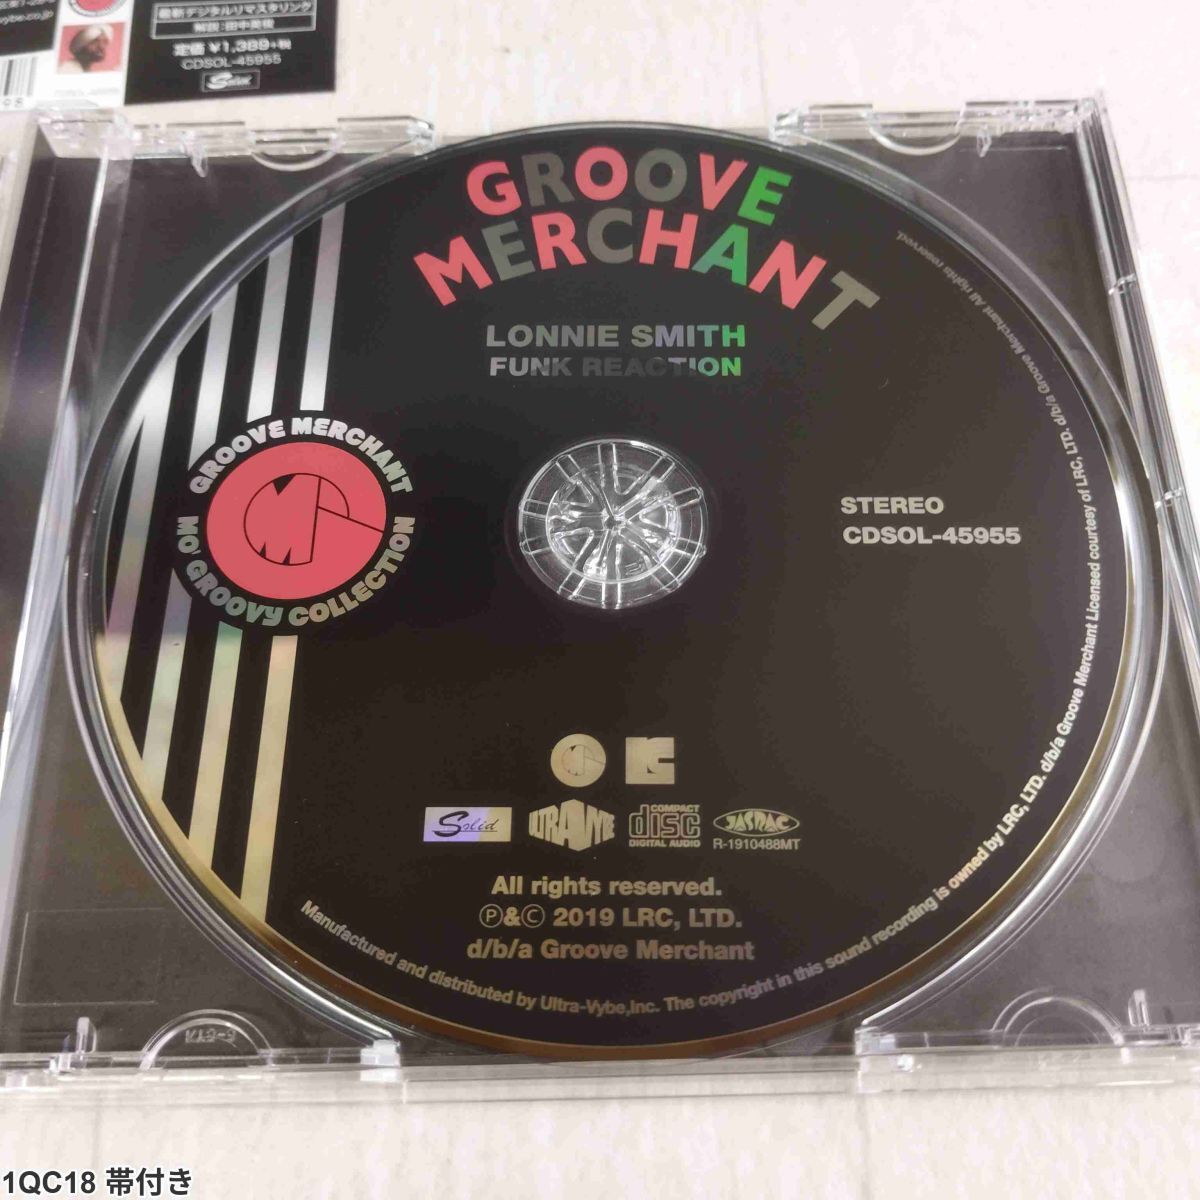 最新デジタルリマスタリング
解説:田中美槻
定価 ¥1,389+税
CDSOL-45955
Solid
GROOVE
MERCHANT
LONNIE SMITH
FUNK REACTION
GROOVE MERCHANT
MO' GROOVY COLLECTION
STEREO
CDSOL-45955
Solid
ULTRA-VYBE
COMPACT
disc
DIGITAL AUDIO
JASRAC
R-1910488MT
All rights reserved.
Ⓟ&Ⓒ 2019 LRC, LTD.
d/b/a Groove Merchant
Manufactured and distributed by Ultra-Vybe,Inc. The copyright in this sound recording is owned by LRC, LTD. d/b/a Groove Merchant Licensed courtesy of LRC, LTD. d/b/a Groove Merchant All rights reserved.
1QC18 帯付き